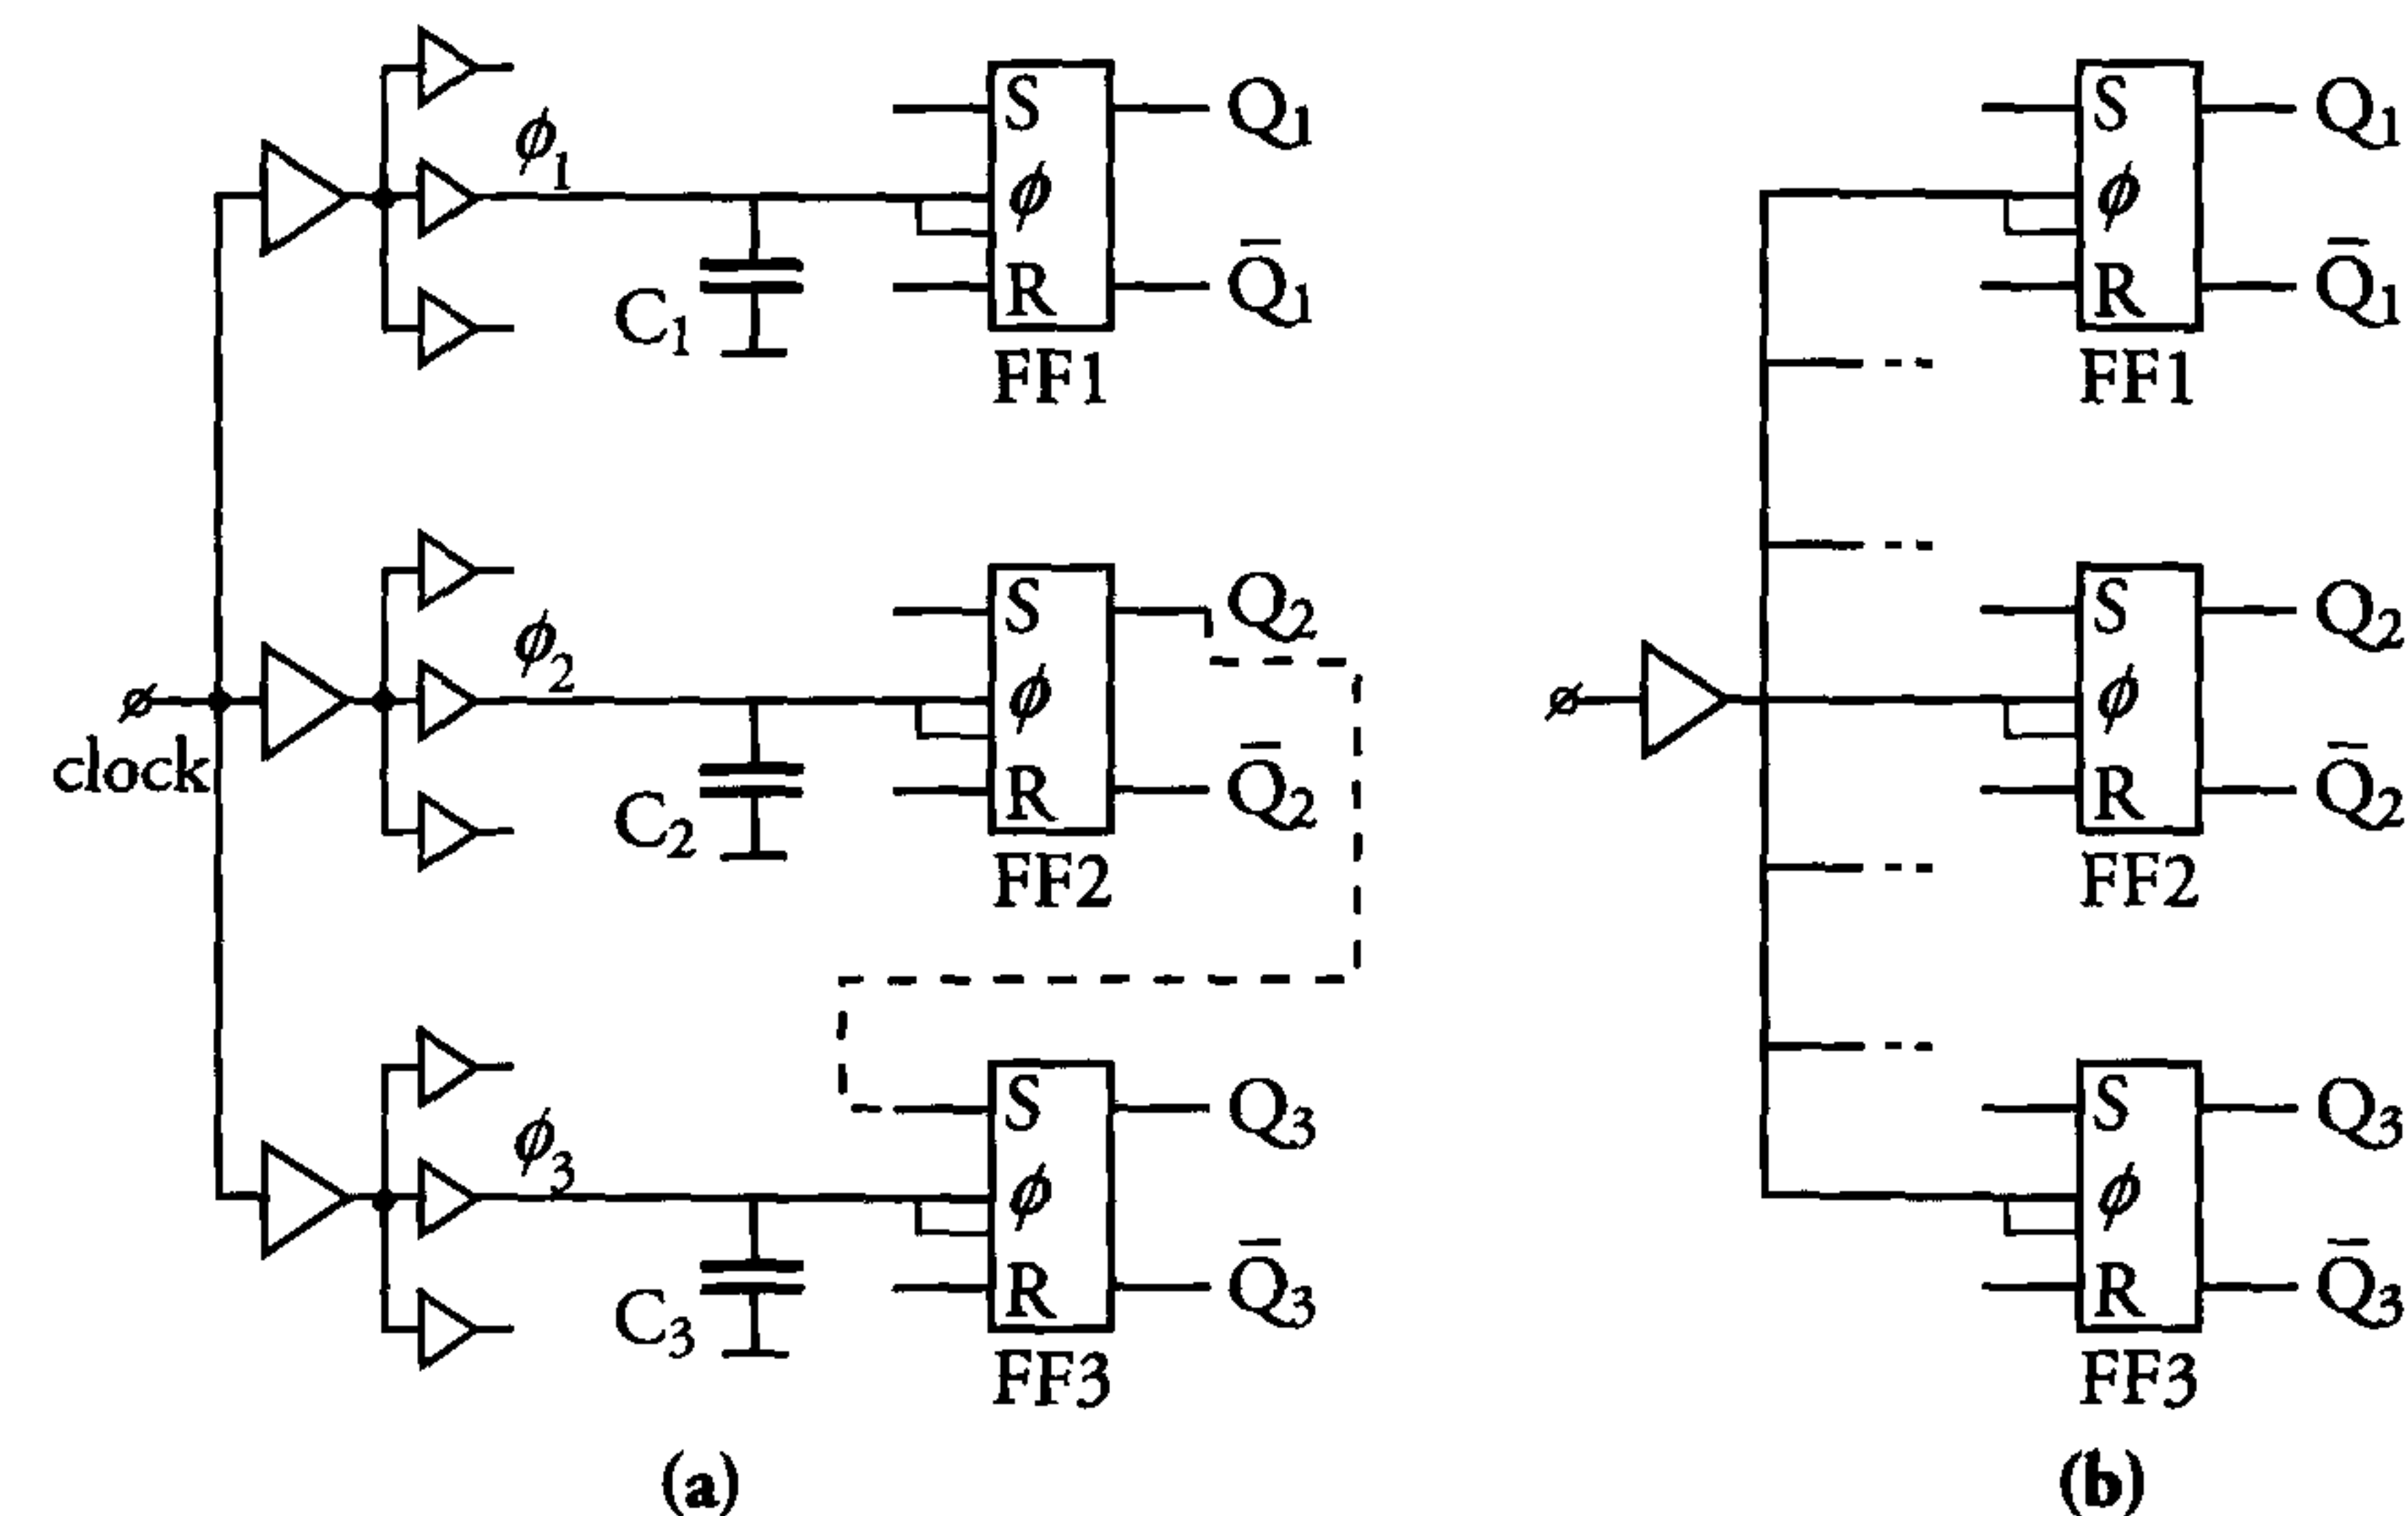 S Q₁
ϕ₁ ϕ
R Q̅₁
C₁
FF1
S Q₂
ϕ₂ ϕ
clock
R Q̅₂
C₂
FF2
S Q₃
ϕ₃ ϕ
R Q̅₃
C₃
FF3
(a)
S Q₁
ϕ
R Q̅₁
FF1
S Q₂
ϕ
R Q̅₂
FF2
S Q₃
ϕ
R Q̅₃
FF3
(b)